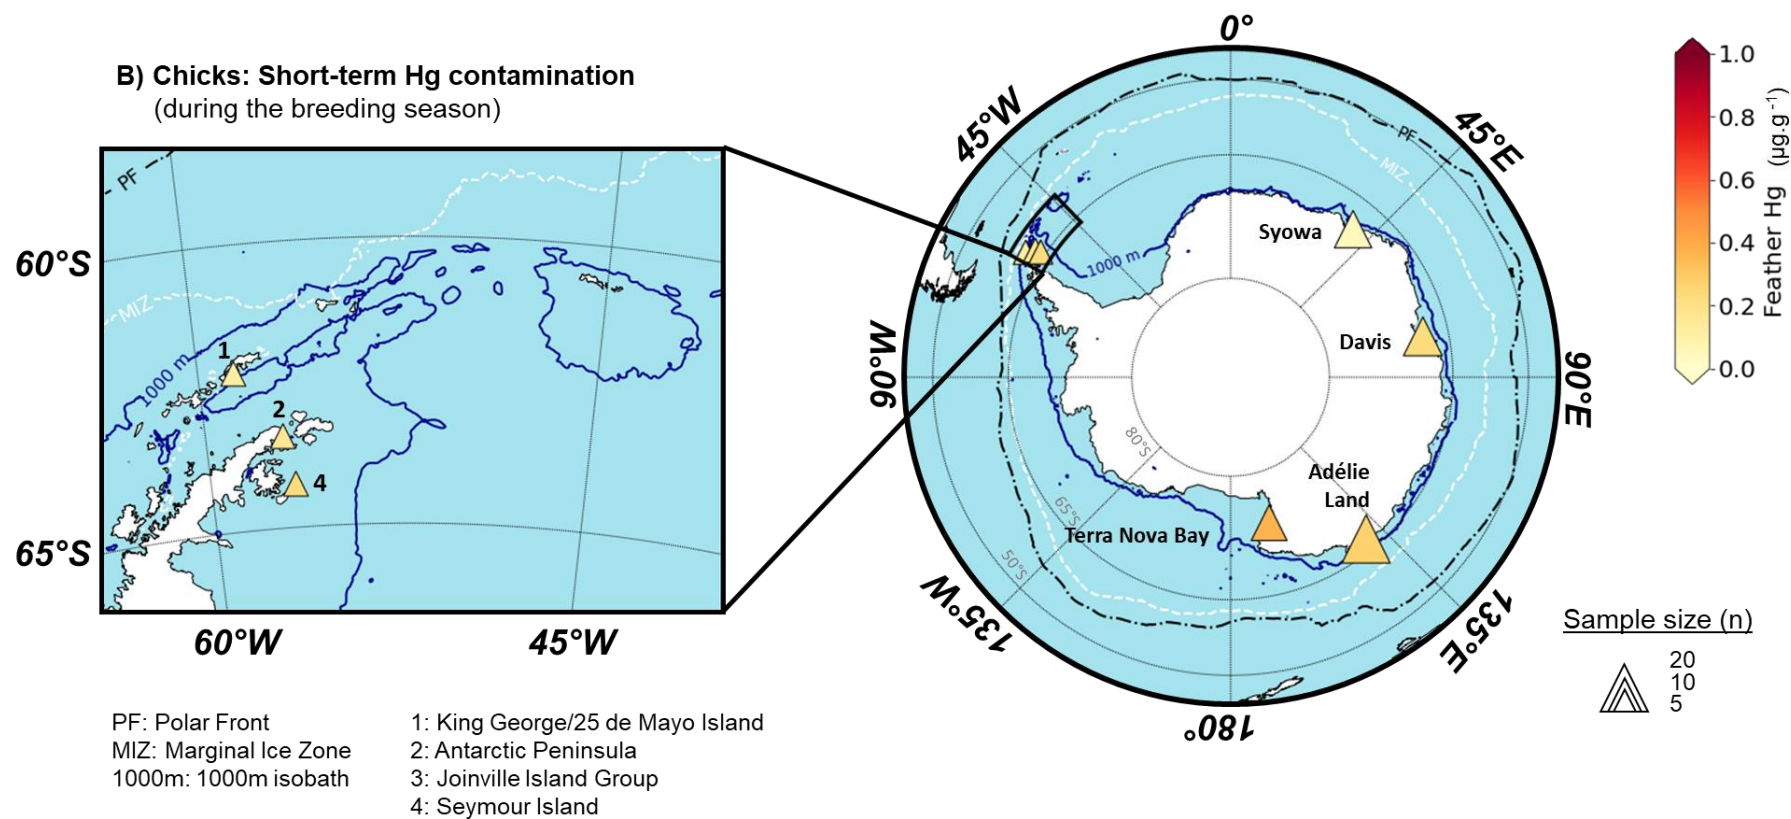 B) Chicks: Short-term Hg contamination
(during the breeding season)
PF
MIZ
1000 m
1
2
4
60°S
65°S
60°W
45°W
0°
45°W
45°E
90°W
90°E
135°W
135°E
180°
PF
MIZ
1000 m
80°S
65°S
50°S
Syowa
Davis
Adélie
Land
Terra Nova Bay
1.0
0.8
0.6
0.4
0.2
0.0
Feather Hg (µg.g⁻¹)
Sample size (n)
20
10
5
PF: Polar Front
MIZ: Marginal Ice Zone
1000m: 1000m isobath
1: King George/25 de Mayo Island
2: Antarctic Peninsula
3: Joinville Island Group
4: Seymour Island